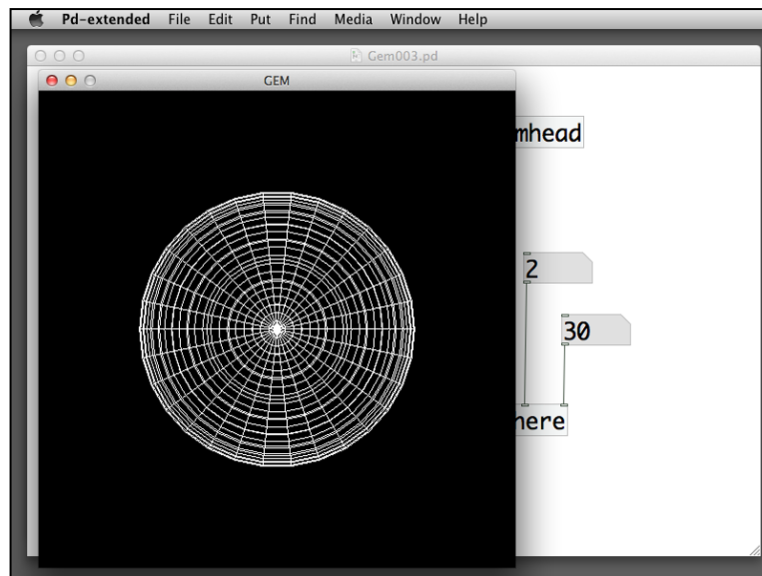 Pd-extended File Edit Put Find Media Window Help
Gem003.pd
GEM
mhead
2
30
here